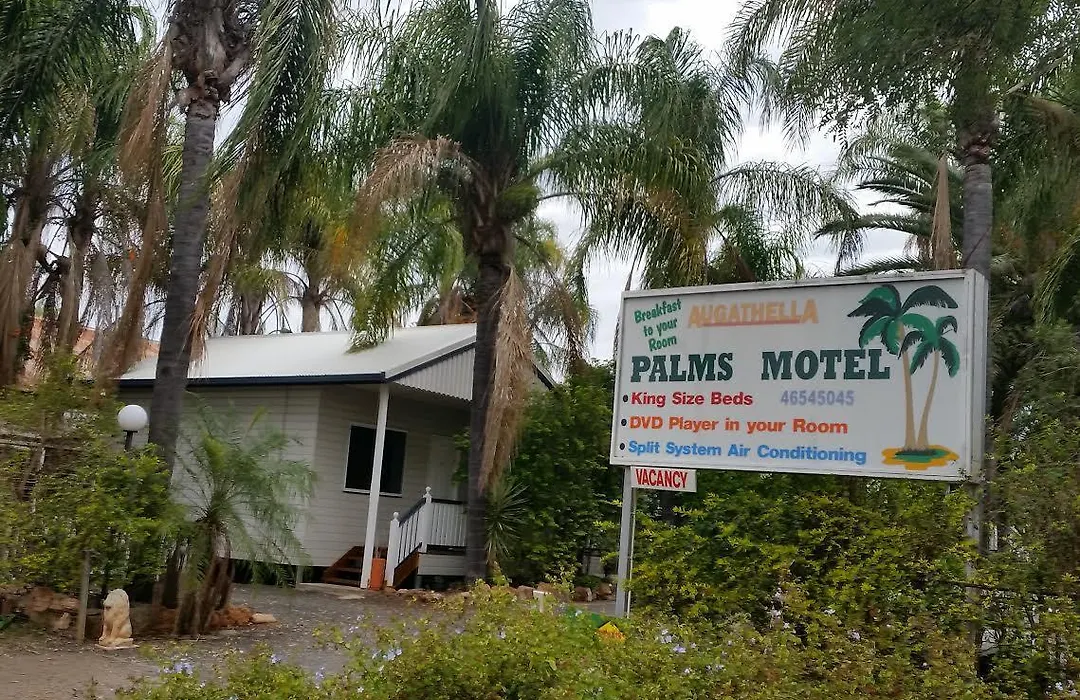 Breakfast
to your
Room
AUGATHELLA
PALMS MOTEL
• King Size Beds 46545045
• DVD Player in your Room
• Split System Air Conditioning
VACANCY